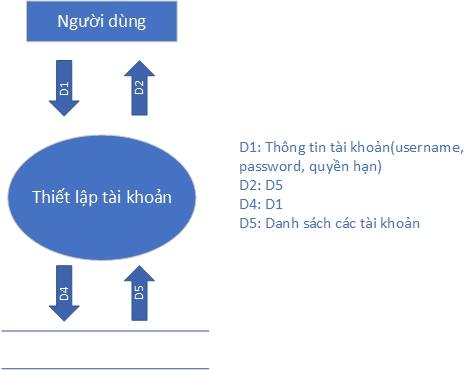 Người dùng
D1
D2
Thiết lập tài khoản
D1: Thông tin tài khoản(username,
password, quyền hạn)
D2: D5
D4: D1
D5: Danh sách các tài khoản
D4
D5